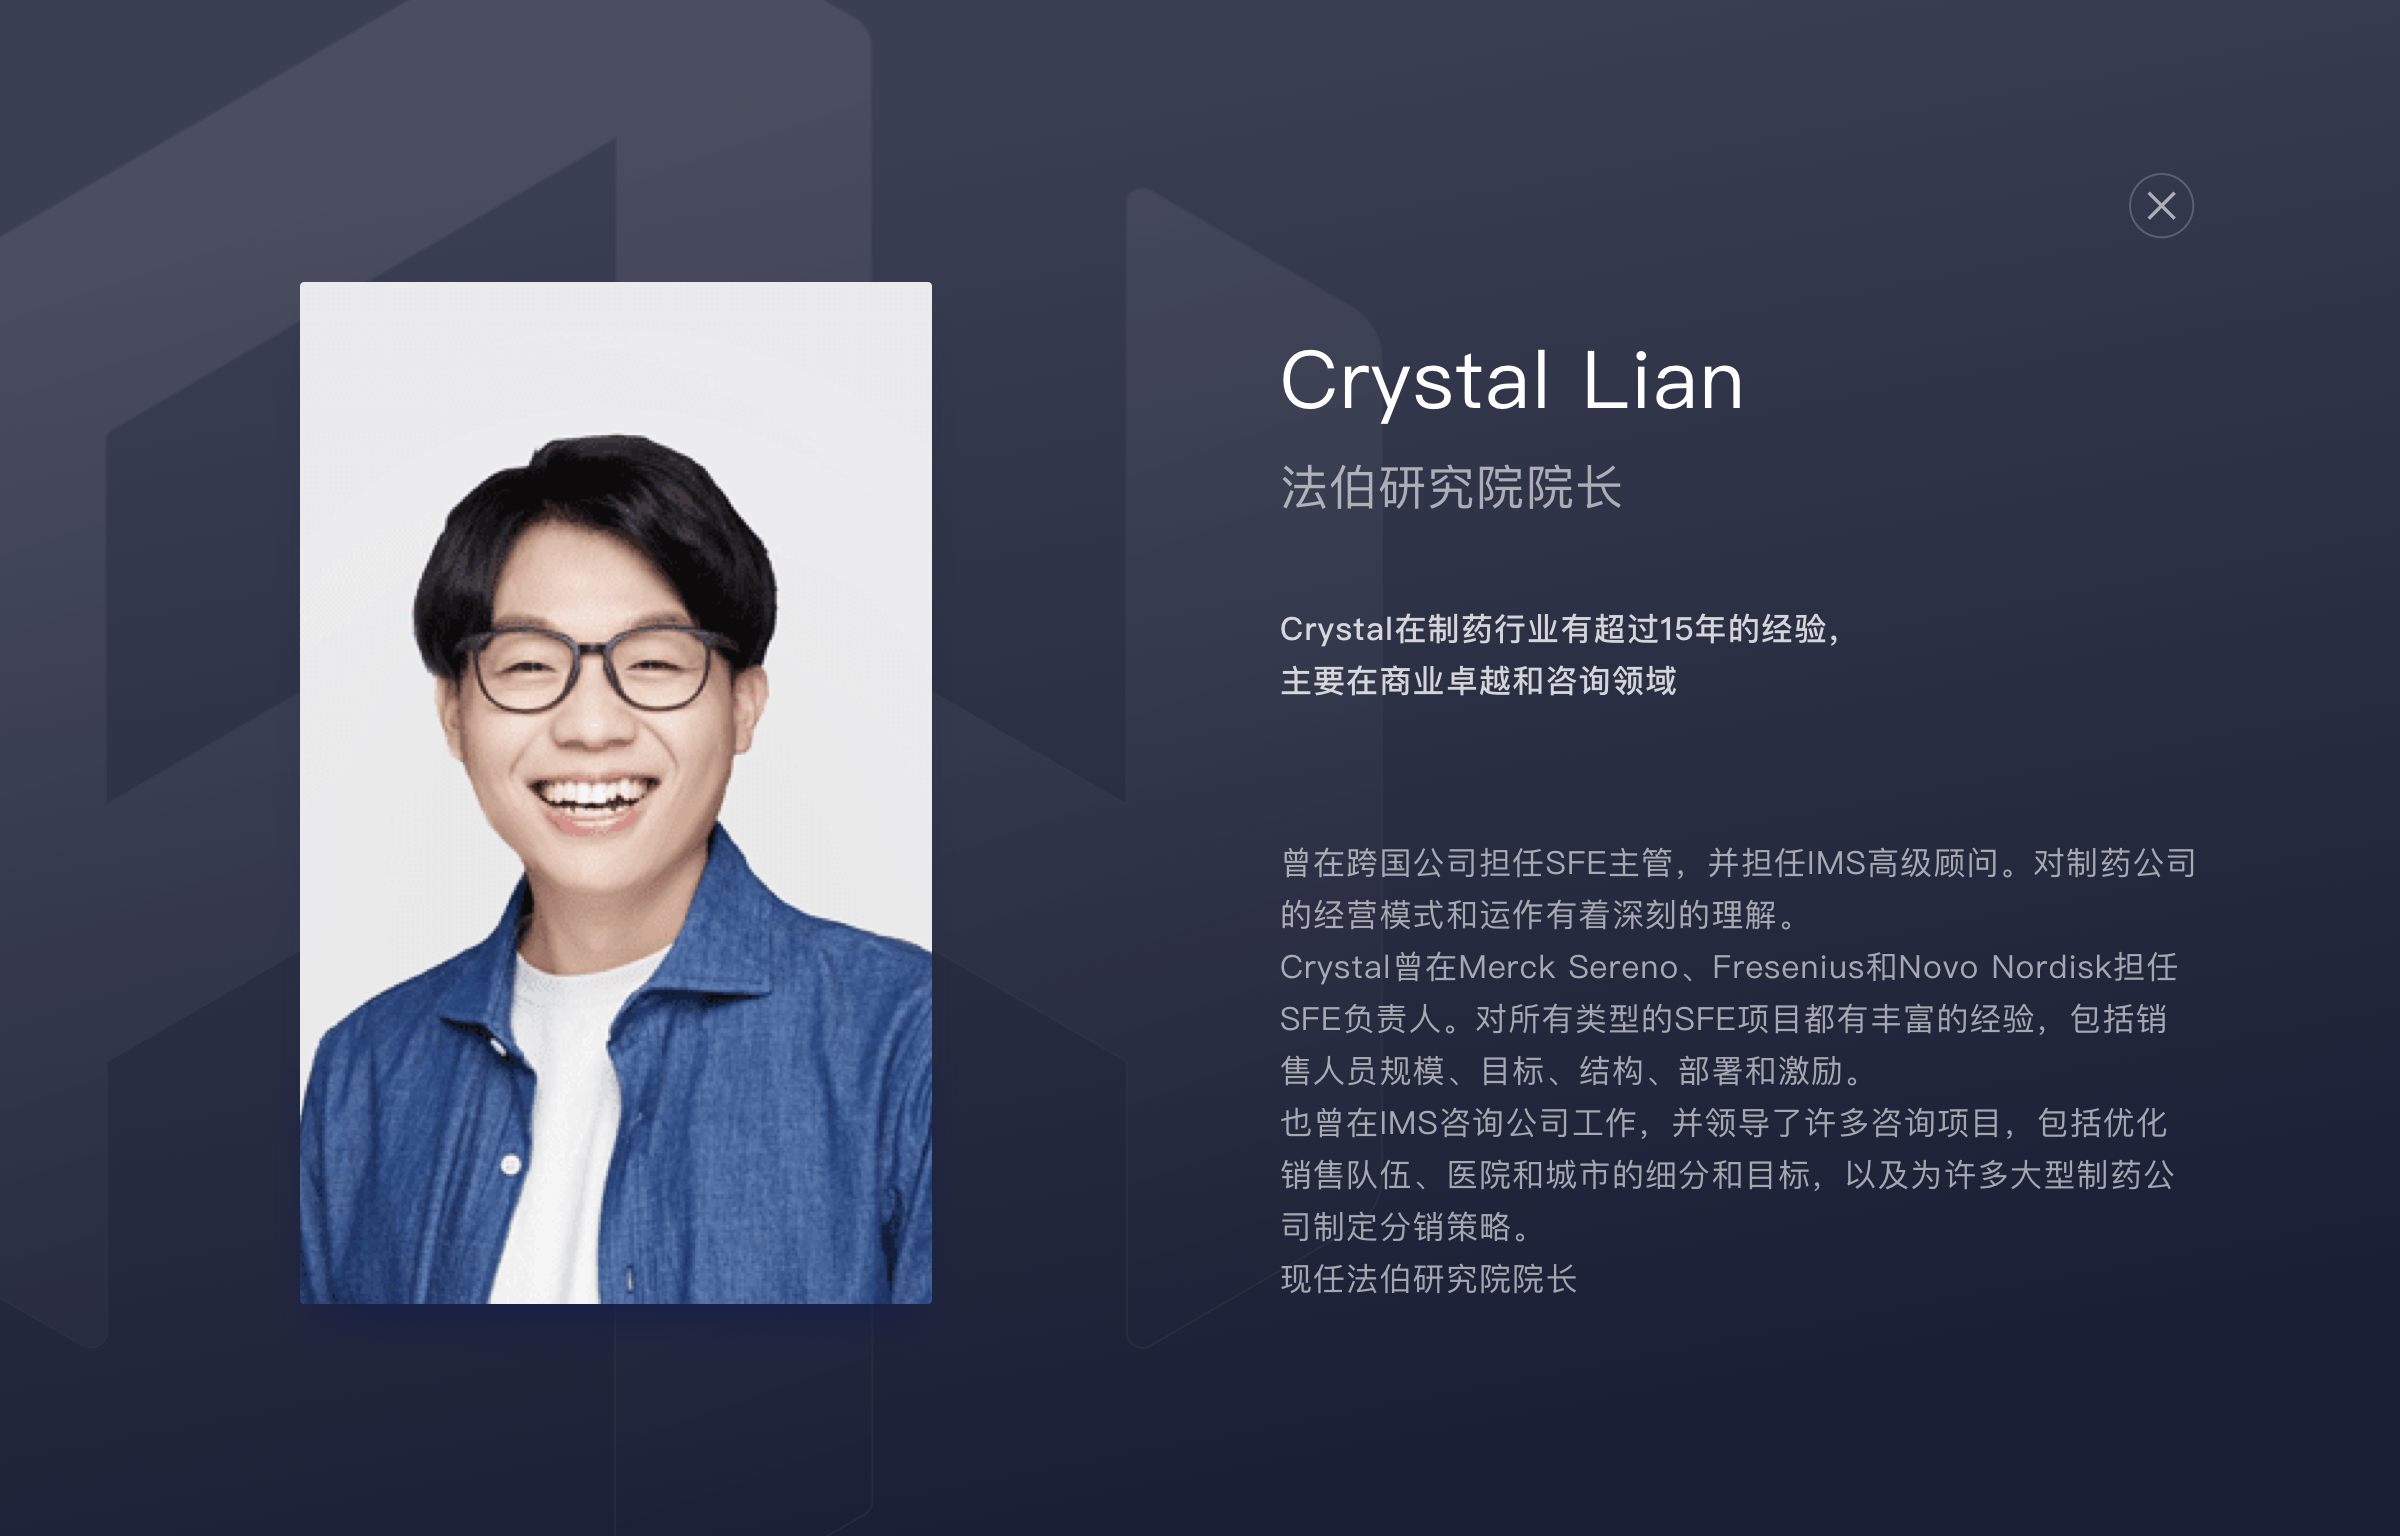 Crystal Lian
法伯研究院院长
Crystal在制药行业有超过15年的经验，
主要在商业卓越和咨询领域
曾在跨国公司担任SFE主管，并担任IMS高级顾问。对制药公司
的经营模式和运作有着深刻的理解。
Crystal曾在Merck Sereno、Fresenius和Novo Nordisk担任
SFE负责人。对所有类型的SFE项目都有丰富的经验，包括销
售人员规模、目标、结构、部署和激励。
也曾在IMS咨询公司工作，并领导了许多咨询项目，包括优化
销售队伍、医院和城市的细分和目标，以及为许多大型制药公
司制定分销策略。
现任法伯研究院院长